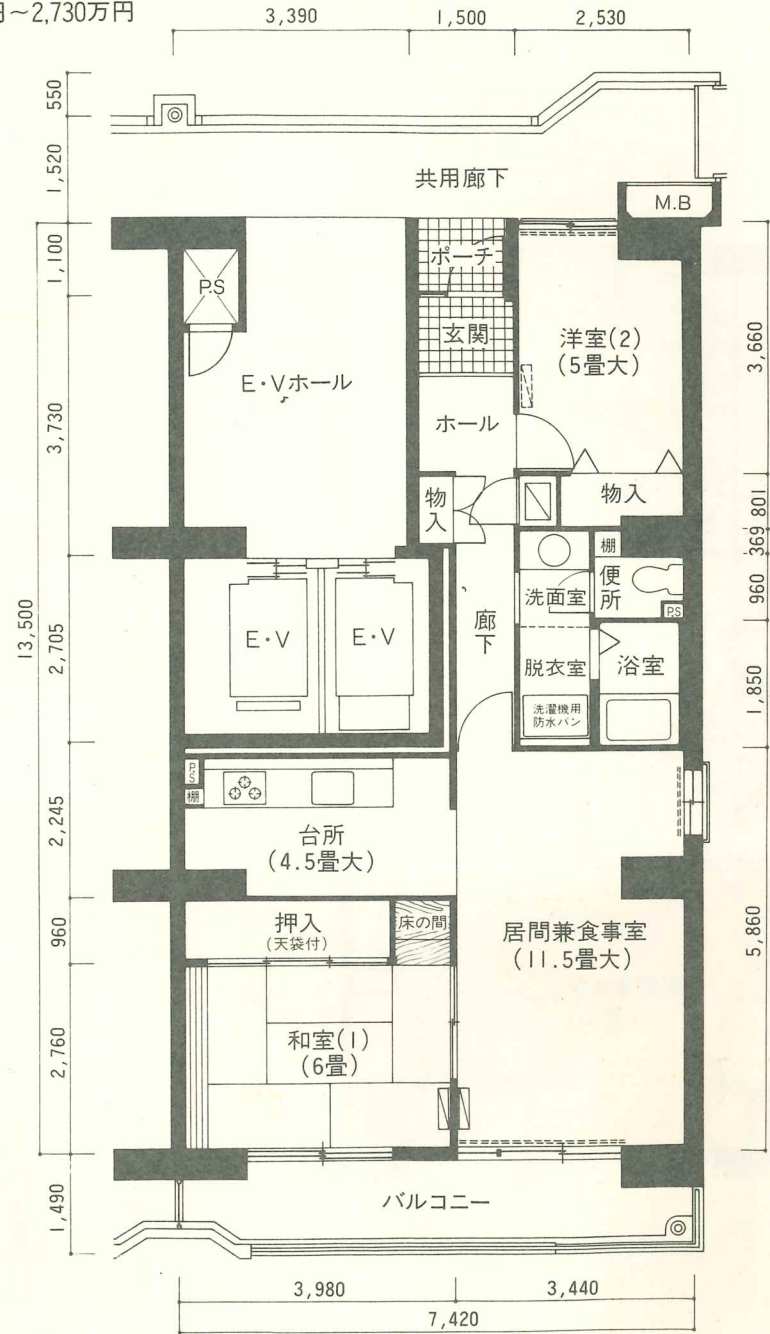 円～2,730万円
3,390
1,500
2,530
550
1,520
共用廊下
M.B
13,500
1,100
3,730
2,705
2,245
960
2,760
1,490
P.S
ポーチ
玄関
洋室(2)
(5畳大)
E・Vホール
ホール
物入
物入
3,660
801
369
960
1,850
5,860
棚
便所
P.S
洗面室
廊下
脱衣室
浴室
洗濯機用
防水パン
E・V
E・V
P.S
棚
台所
(4.5畳大)
押入
(天袋付)
床の間
居間兼食事室
(11.5畳大)
和室(1)
(6畳)
バルコニー
3,980
3,440
7,420